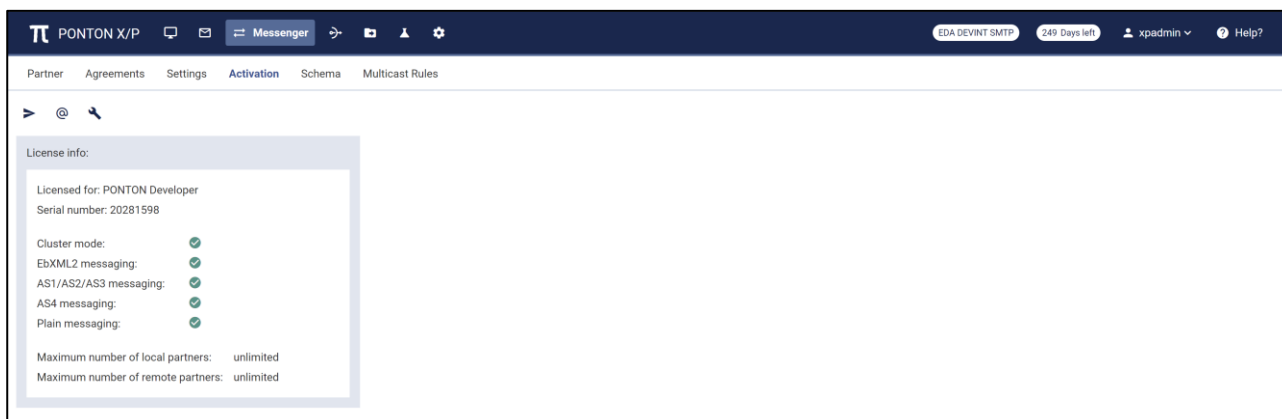 PONTON X/P Messenger EDA DEVINT SMTP 249 Days left xpadmin Help?
Partner Agreements Settings Activation Schema Multicast Rules
License info:
Licensed for: PONTON Developer
Serial number: 20281598
Cluster mode:
EbXML2 messaging:
AS1/AS2/AS3 messaging:
AS4 messaging:
Plain messaging:
Maximum number of local partners: unlimited
Maximum number of remote partners: unlimited